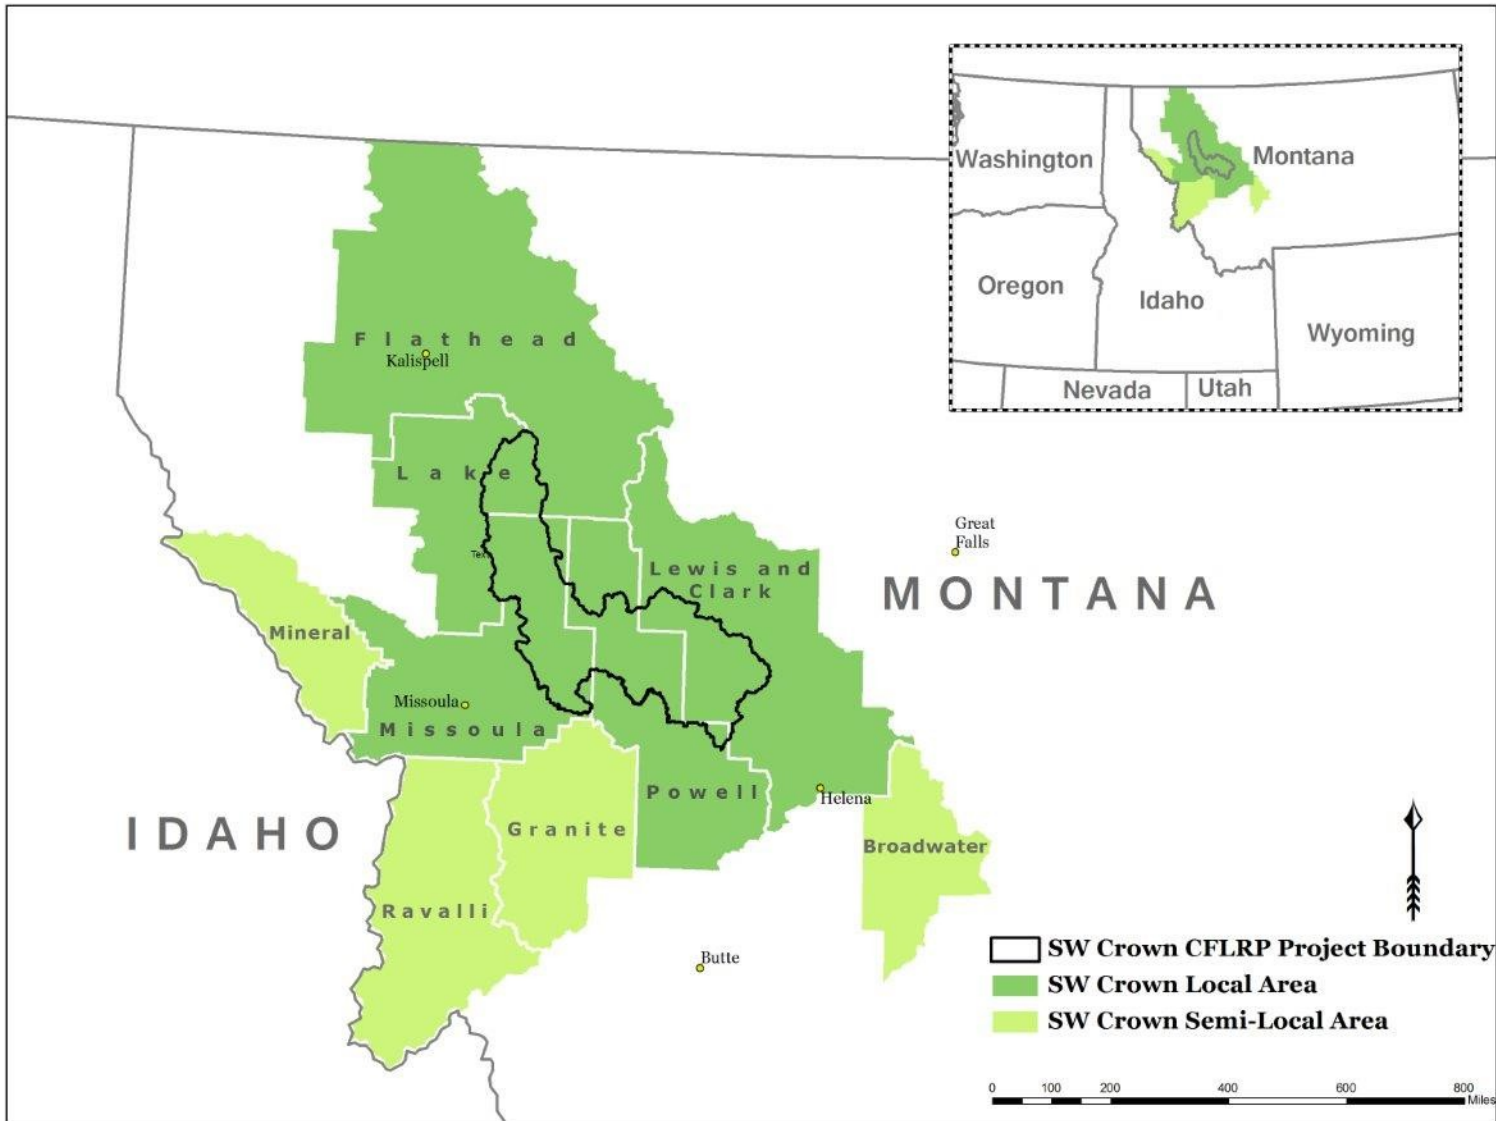 Washington
Montana
Oregon
Idaho
Wyoming
Nevada
Utah
Flathead
Kalispell
Lake
Great
Falls
Lewis and
Clark
MONTANA
Mineral
Missoula
Missoula
Powell
Helena
IDAHO
Granite
Broadwater
Ravalli
Butte
SW Crown CFLRP Project Boundary
SW Crown Local Area
SW Crown Semi-Local Area
0 100 200 400 600 800
Miles